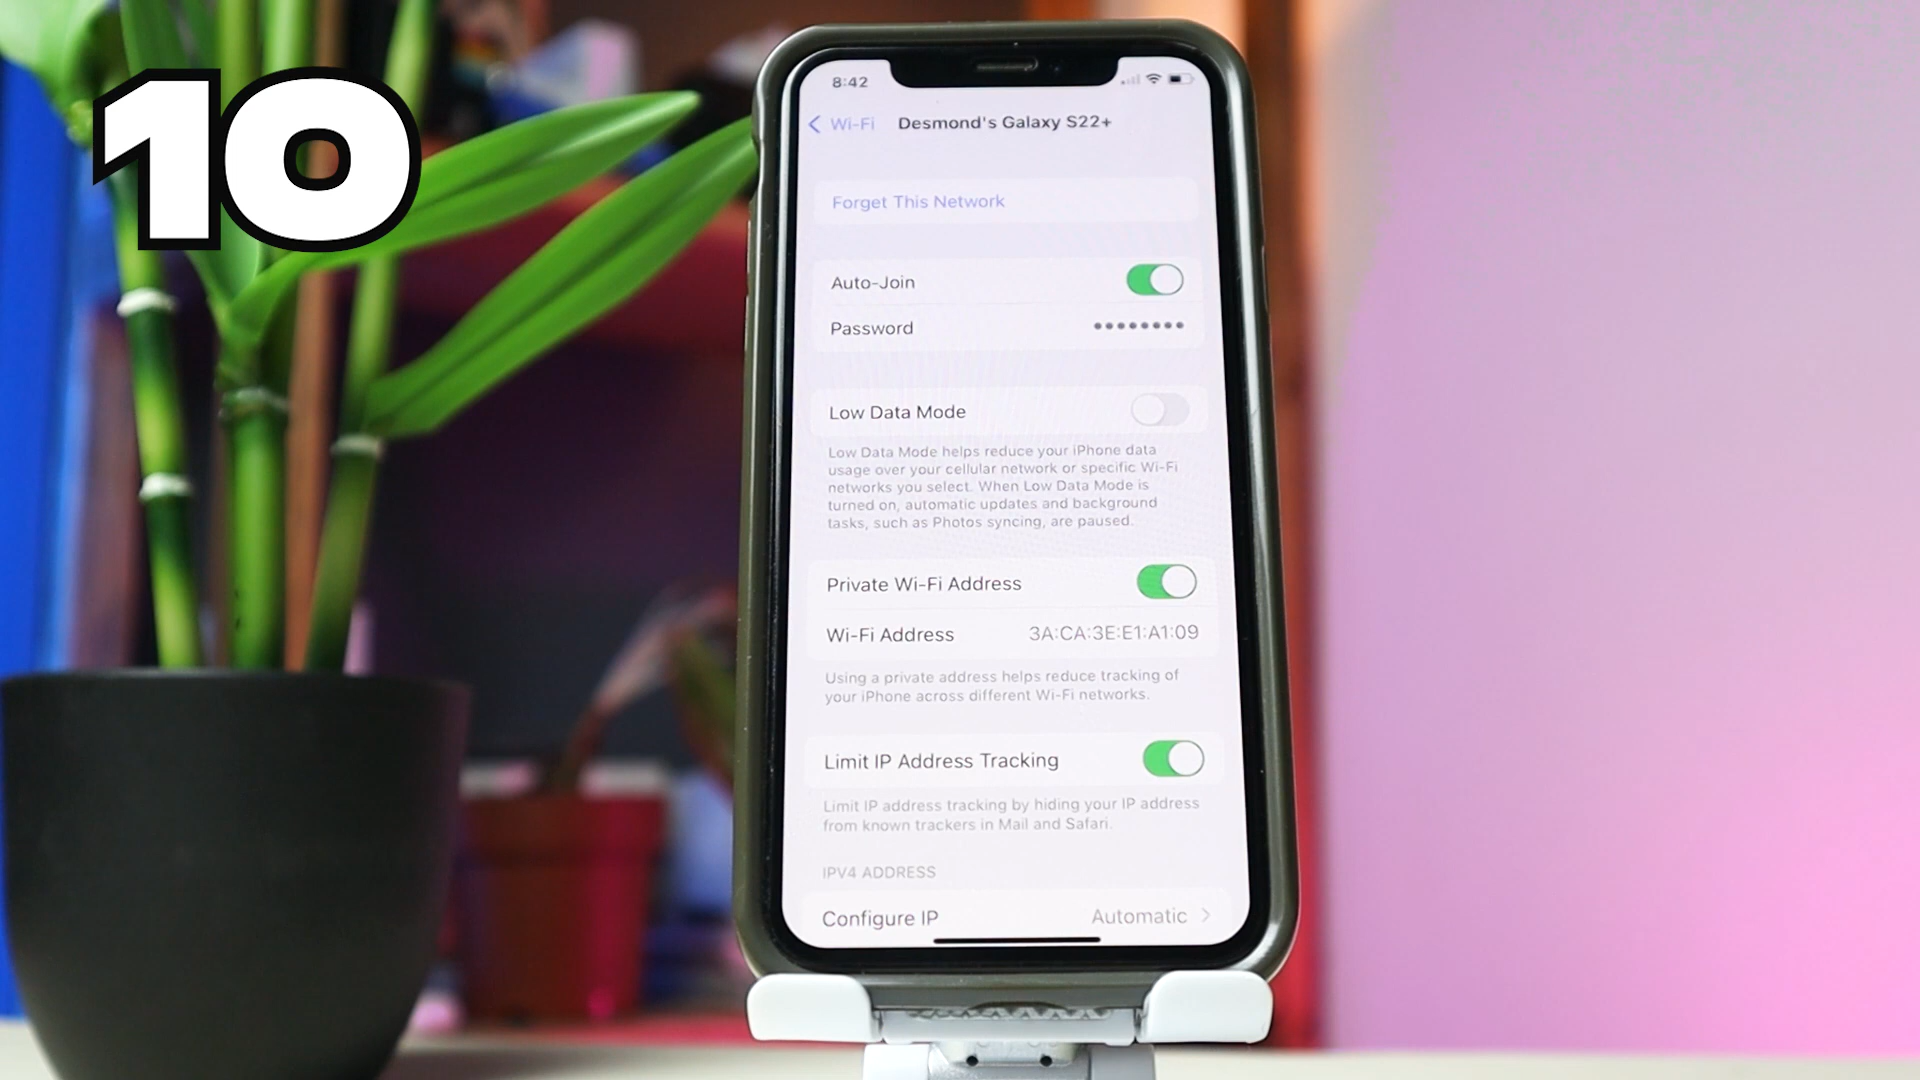 10
8:42
Wi-Fi
Desmond's Galaxy S22+
Forget This Network
Auto-Join
Password ••••••••
Low Data Mode
Low Data Mode helps reduce your iPhone data
usage over your cellular network or specific Wi-Fi
networks you select. When Low Data Mode is
turned on, automatic updates and background
tasks, such as Photos syncing, are paused.
Private Wi-Fi Address
Wi-Fi Address 3A:CA:3E:E1:A1:09
Using a private address helps reduce tracking of
your iPhone across different Wi-Fi networks.
Limit IP Address Tracking
Limit IP address tracking by hiding your IP address
from known trackers in Mail and Safari.
IPV4 ADDRESS
Configure IP Automatic